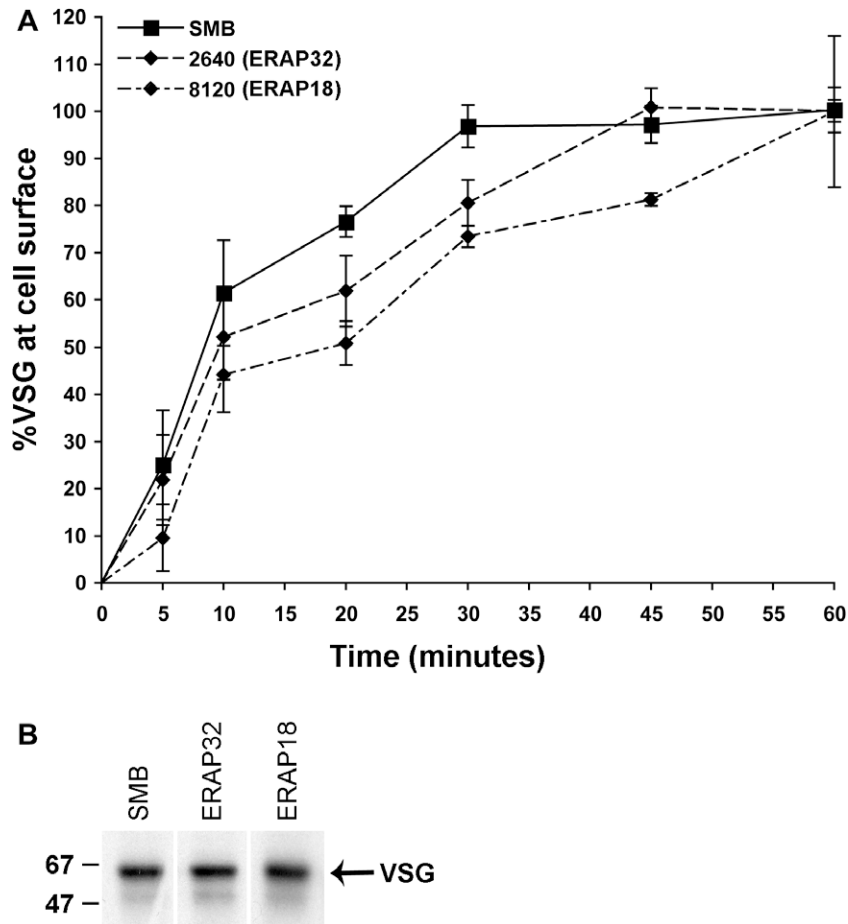 A
SMB
2640 (ERAP32)
8120 (ERAP18)
120
110
100
90
80
70
60
50
40
30
20
10
0
%VSG at cell surface
0 5 10 15 20 25 30 35 40 45 50 55 60
Time (minutes)
B
SMB ERAP32 ERAP18
67
47
VSG